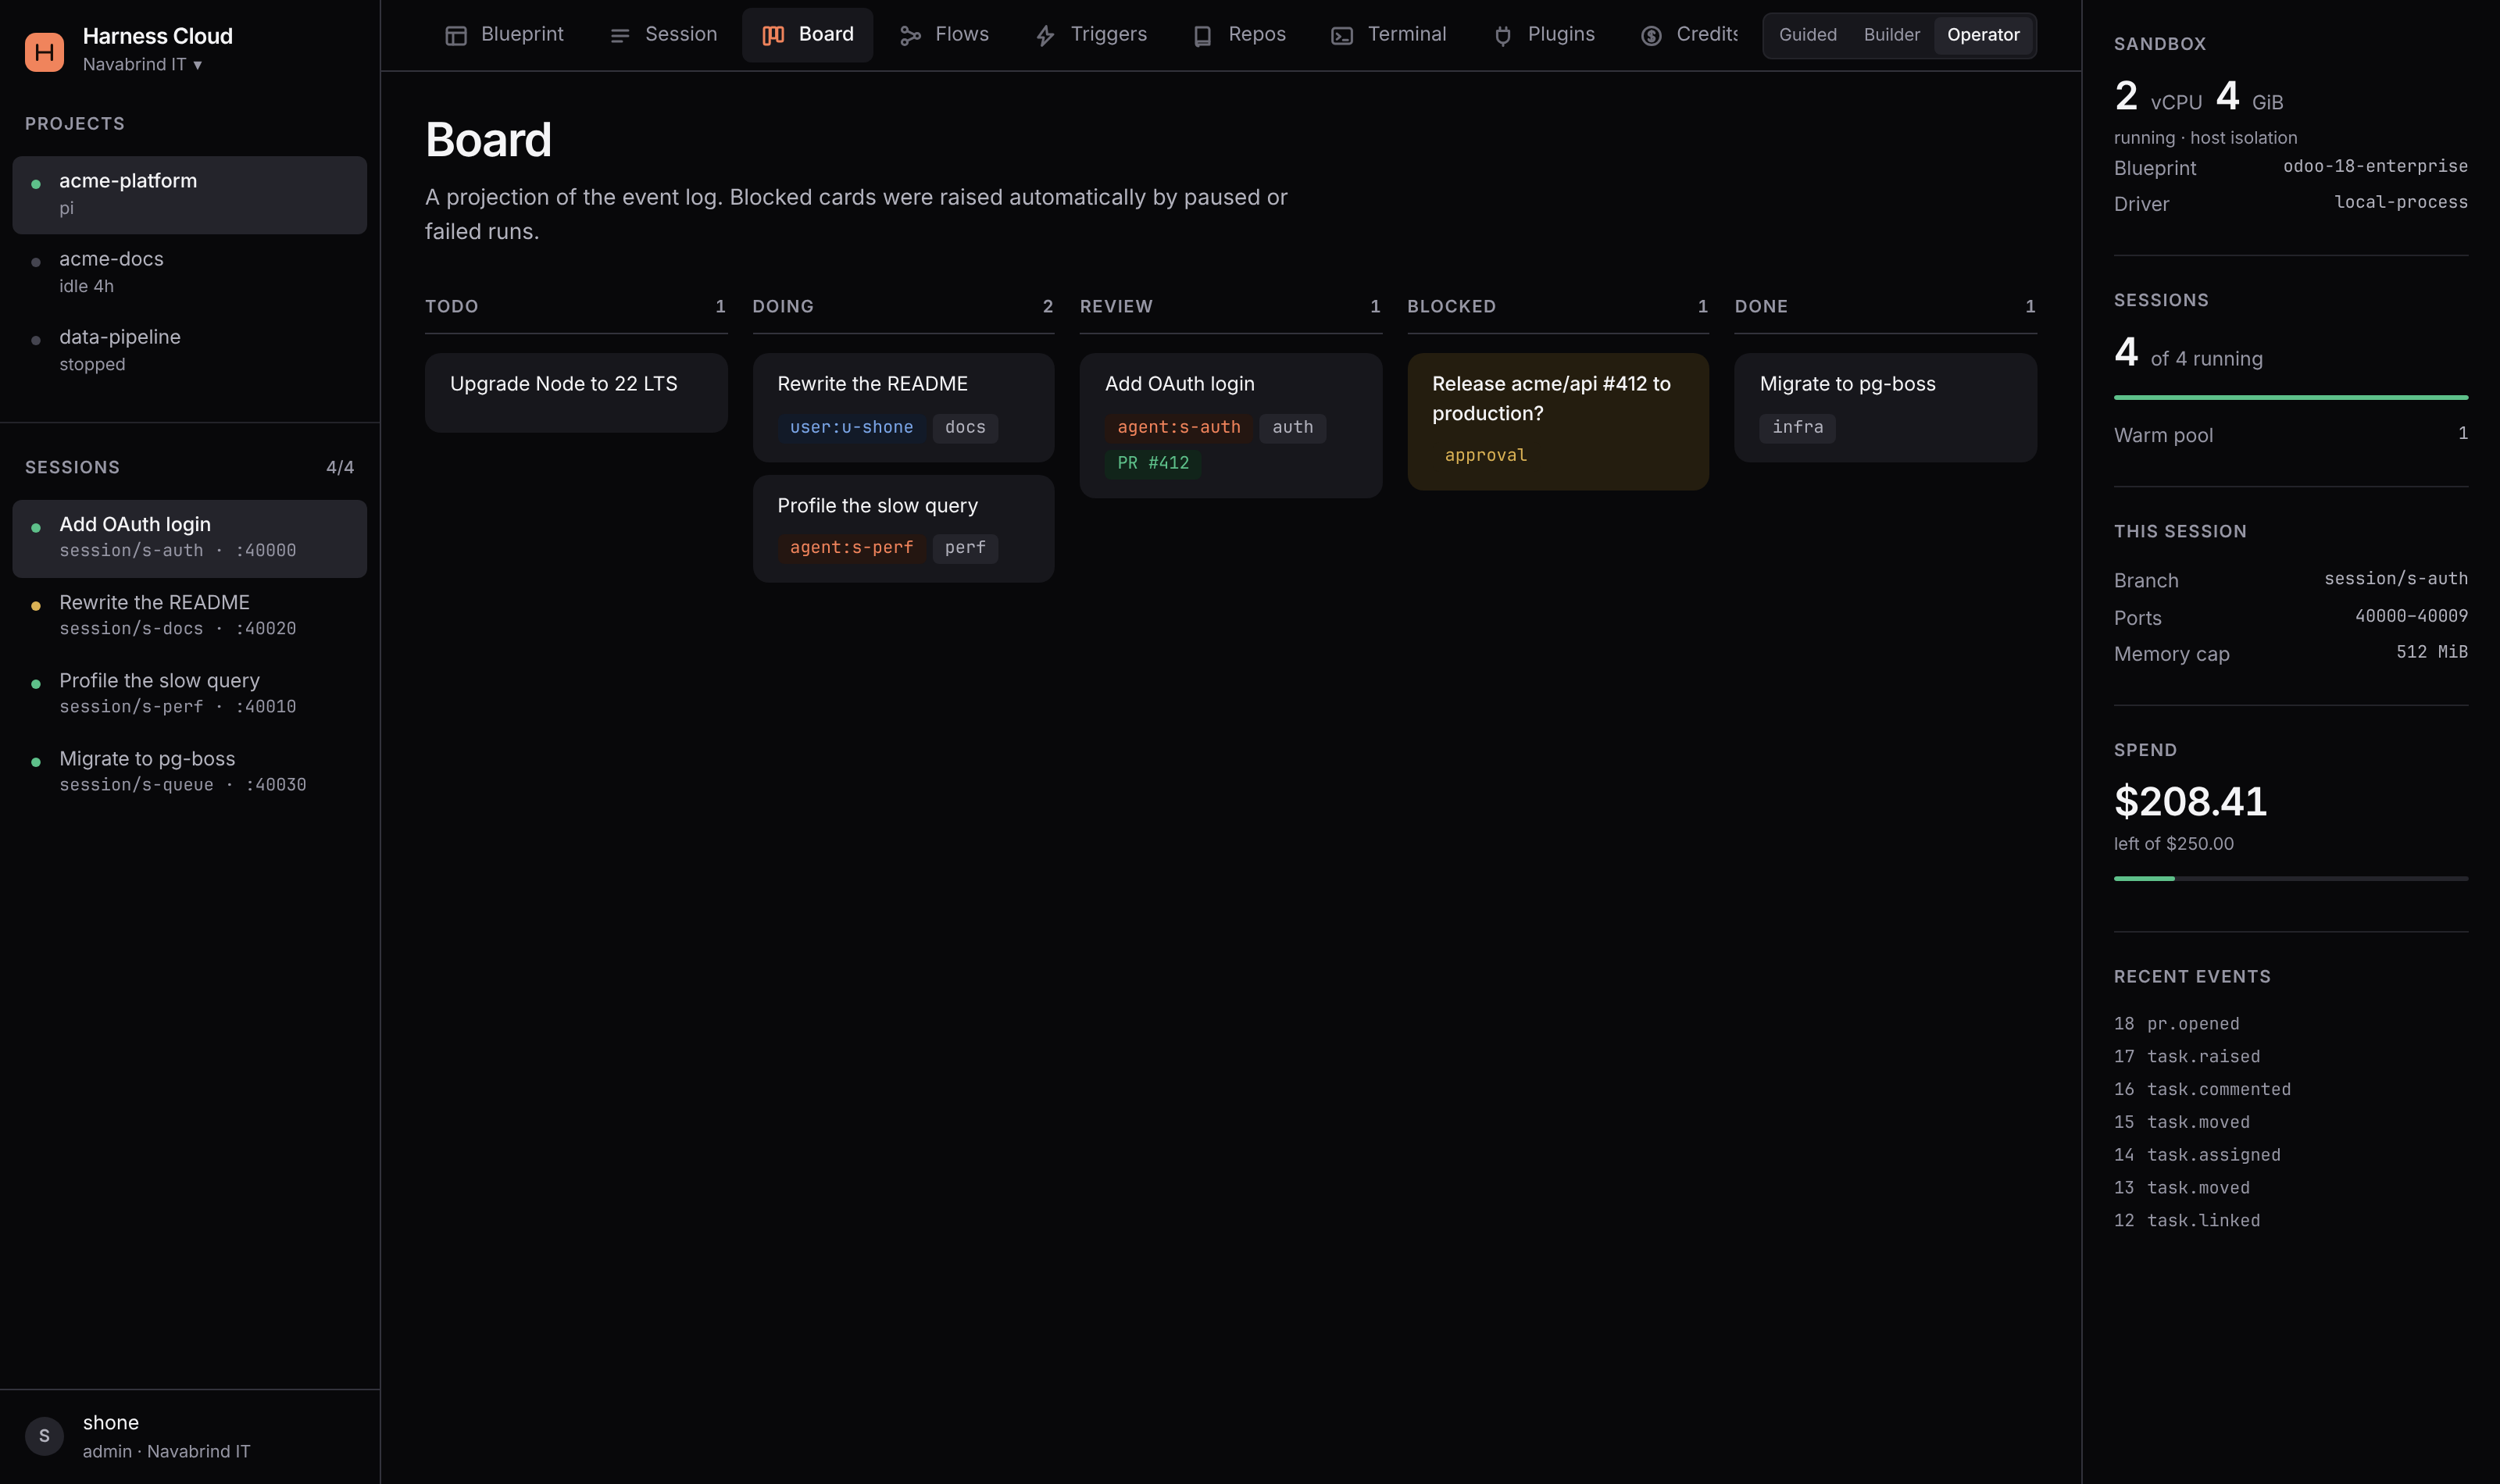 Harness Cloud
Navabrind IT ▾
PROJECTS
acme-platform
pi
acme-docs
idle 4h
data-pipeline
stopped
SESSIONS 4/4
Add OAuth login
session/s-auth · :40000
Rewrite the README
session/s-docs · :40020
Profile the slow query
session/s-perf · :40010
Migrate to pg-boss
session/s-queue · :40030
S
shone
admin · Navabrind IT
Blueprint Session Board Flows Triggers Repos Terminal Plugins Credits Guided Builder Operator
Board
A projection of the event log. Blocked cards were raised automatically by paused or
failed runs.
TODO 1
Upgrade Node to 22 LTS
DOING 2
Rewrite the README
user:u-shone docs
Profile the slow query
agent:s-perf perf
REVIEW 1
Add OAuth login
agent:s-auth auth
PR #412
BLOCKED 1
Release acme/api #412 to
production?
approval
DONE 1
Migrate to pg-boss
infra
SANDBOX
2 vCPU 4 GiB
running · host isolation
Blueprint odoo-18-enterprise
Driver local-process
SESSIONS
4 of 4 running
Warm pool 1
THIS SESSION
Branch session/s-auth
Ports 40000–40009
Memory cap 512 MiB
SPEND
$208.41
left of $250.00
RECENT EVENTS
18 pr.opened
17 task.raised
16 task.commented
15 task.moved
14 task.assigned
13 task.moved
12 task.linked